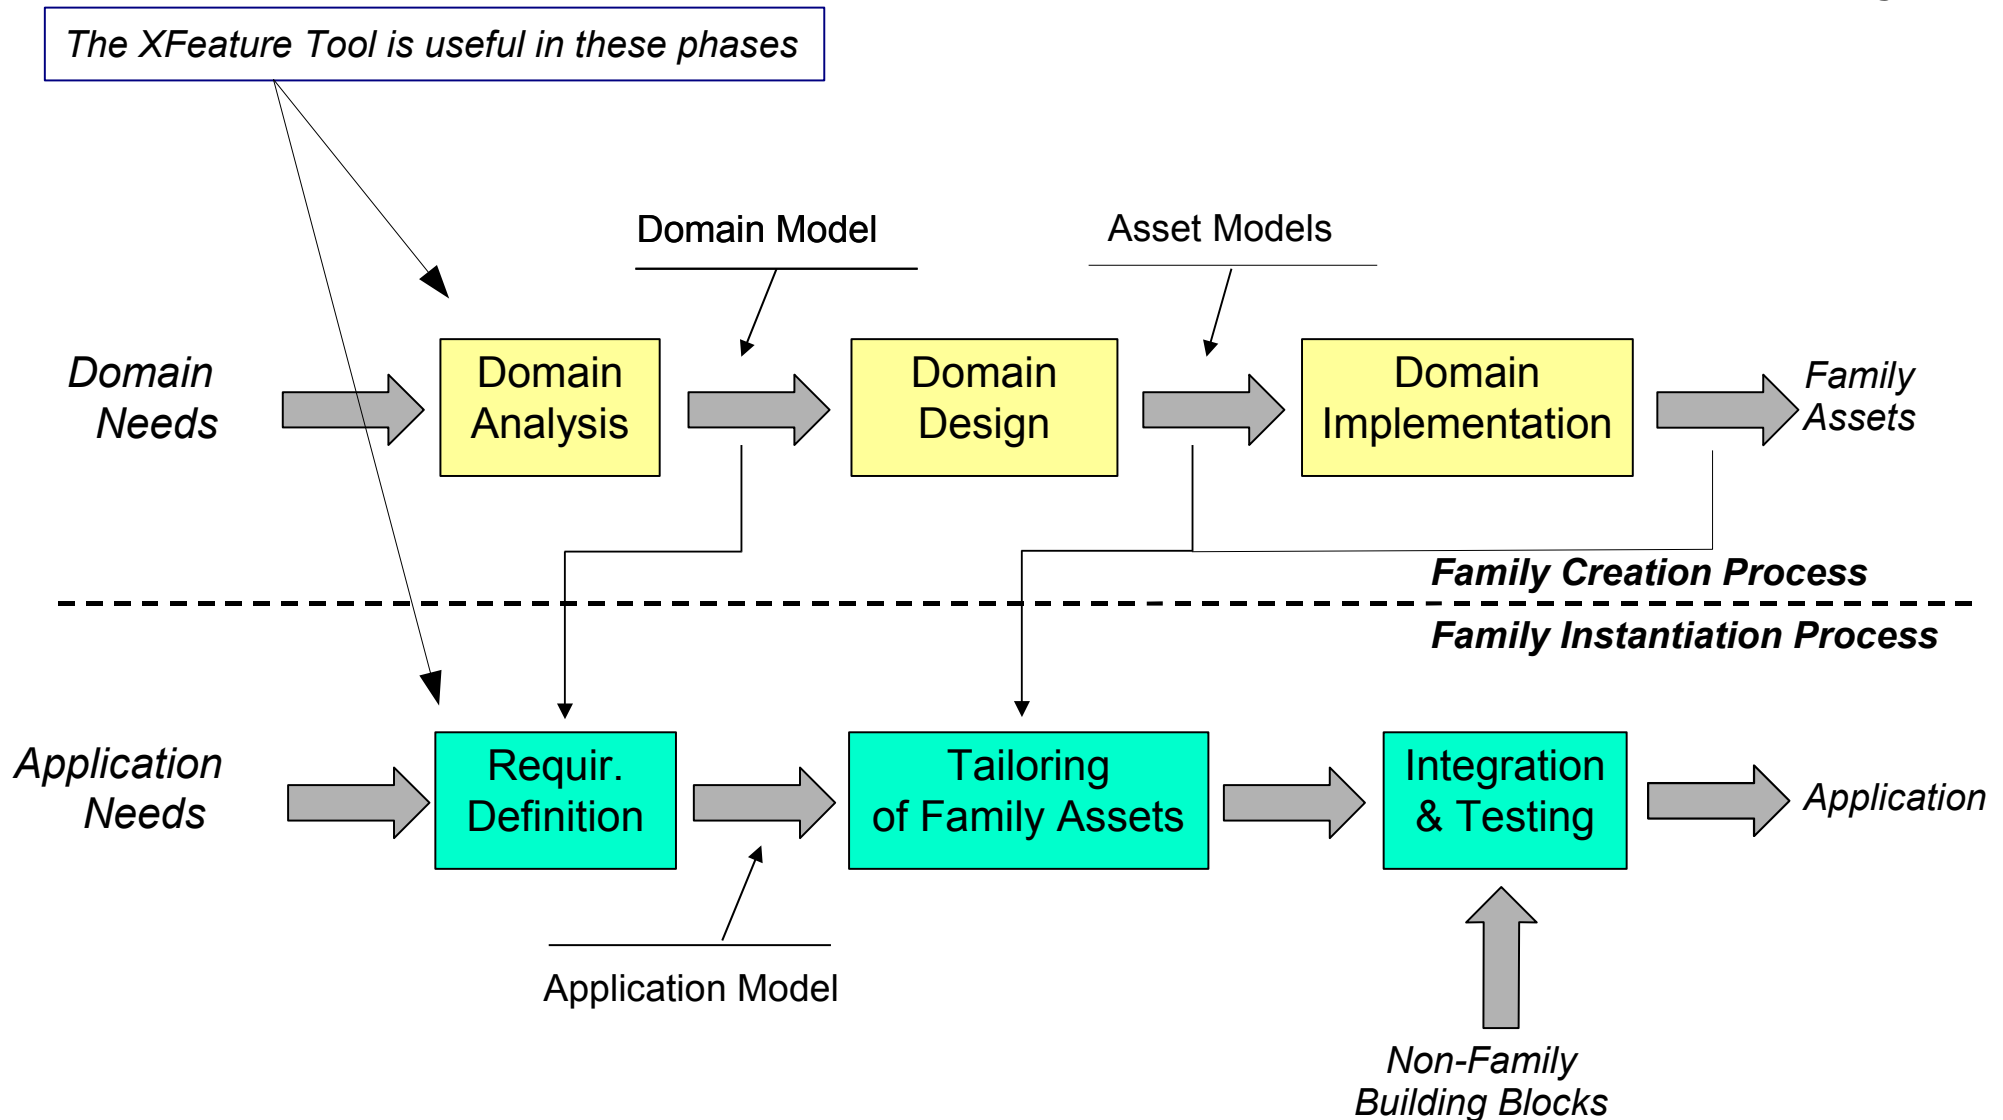 The XFeature Tool is useful in these phases
Domain Model
Asset Models
Domain
Needs
Domain
Analysis
Domain
Design
Domain
Implementation
Family
Assets
Family Creation Process
Family Instantiation Process
Application
Needs
Requir.
Definition
Tailoring
of Family Assets
Integration
& Testing
Application
Application Model
Non-Family
Building Blocks